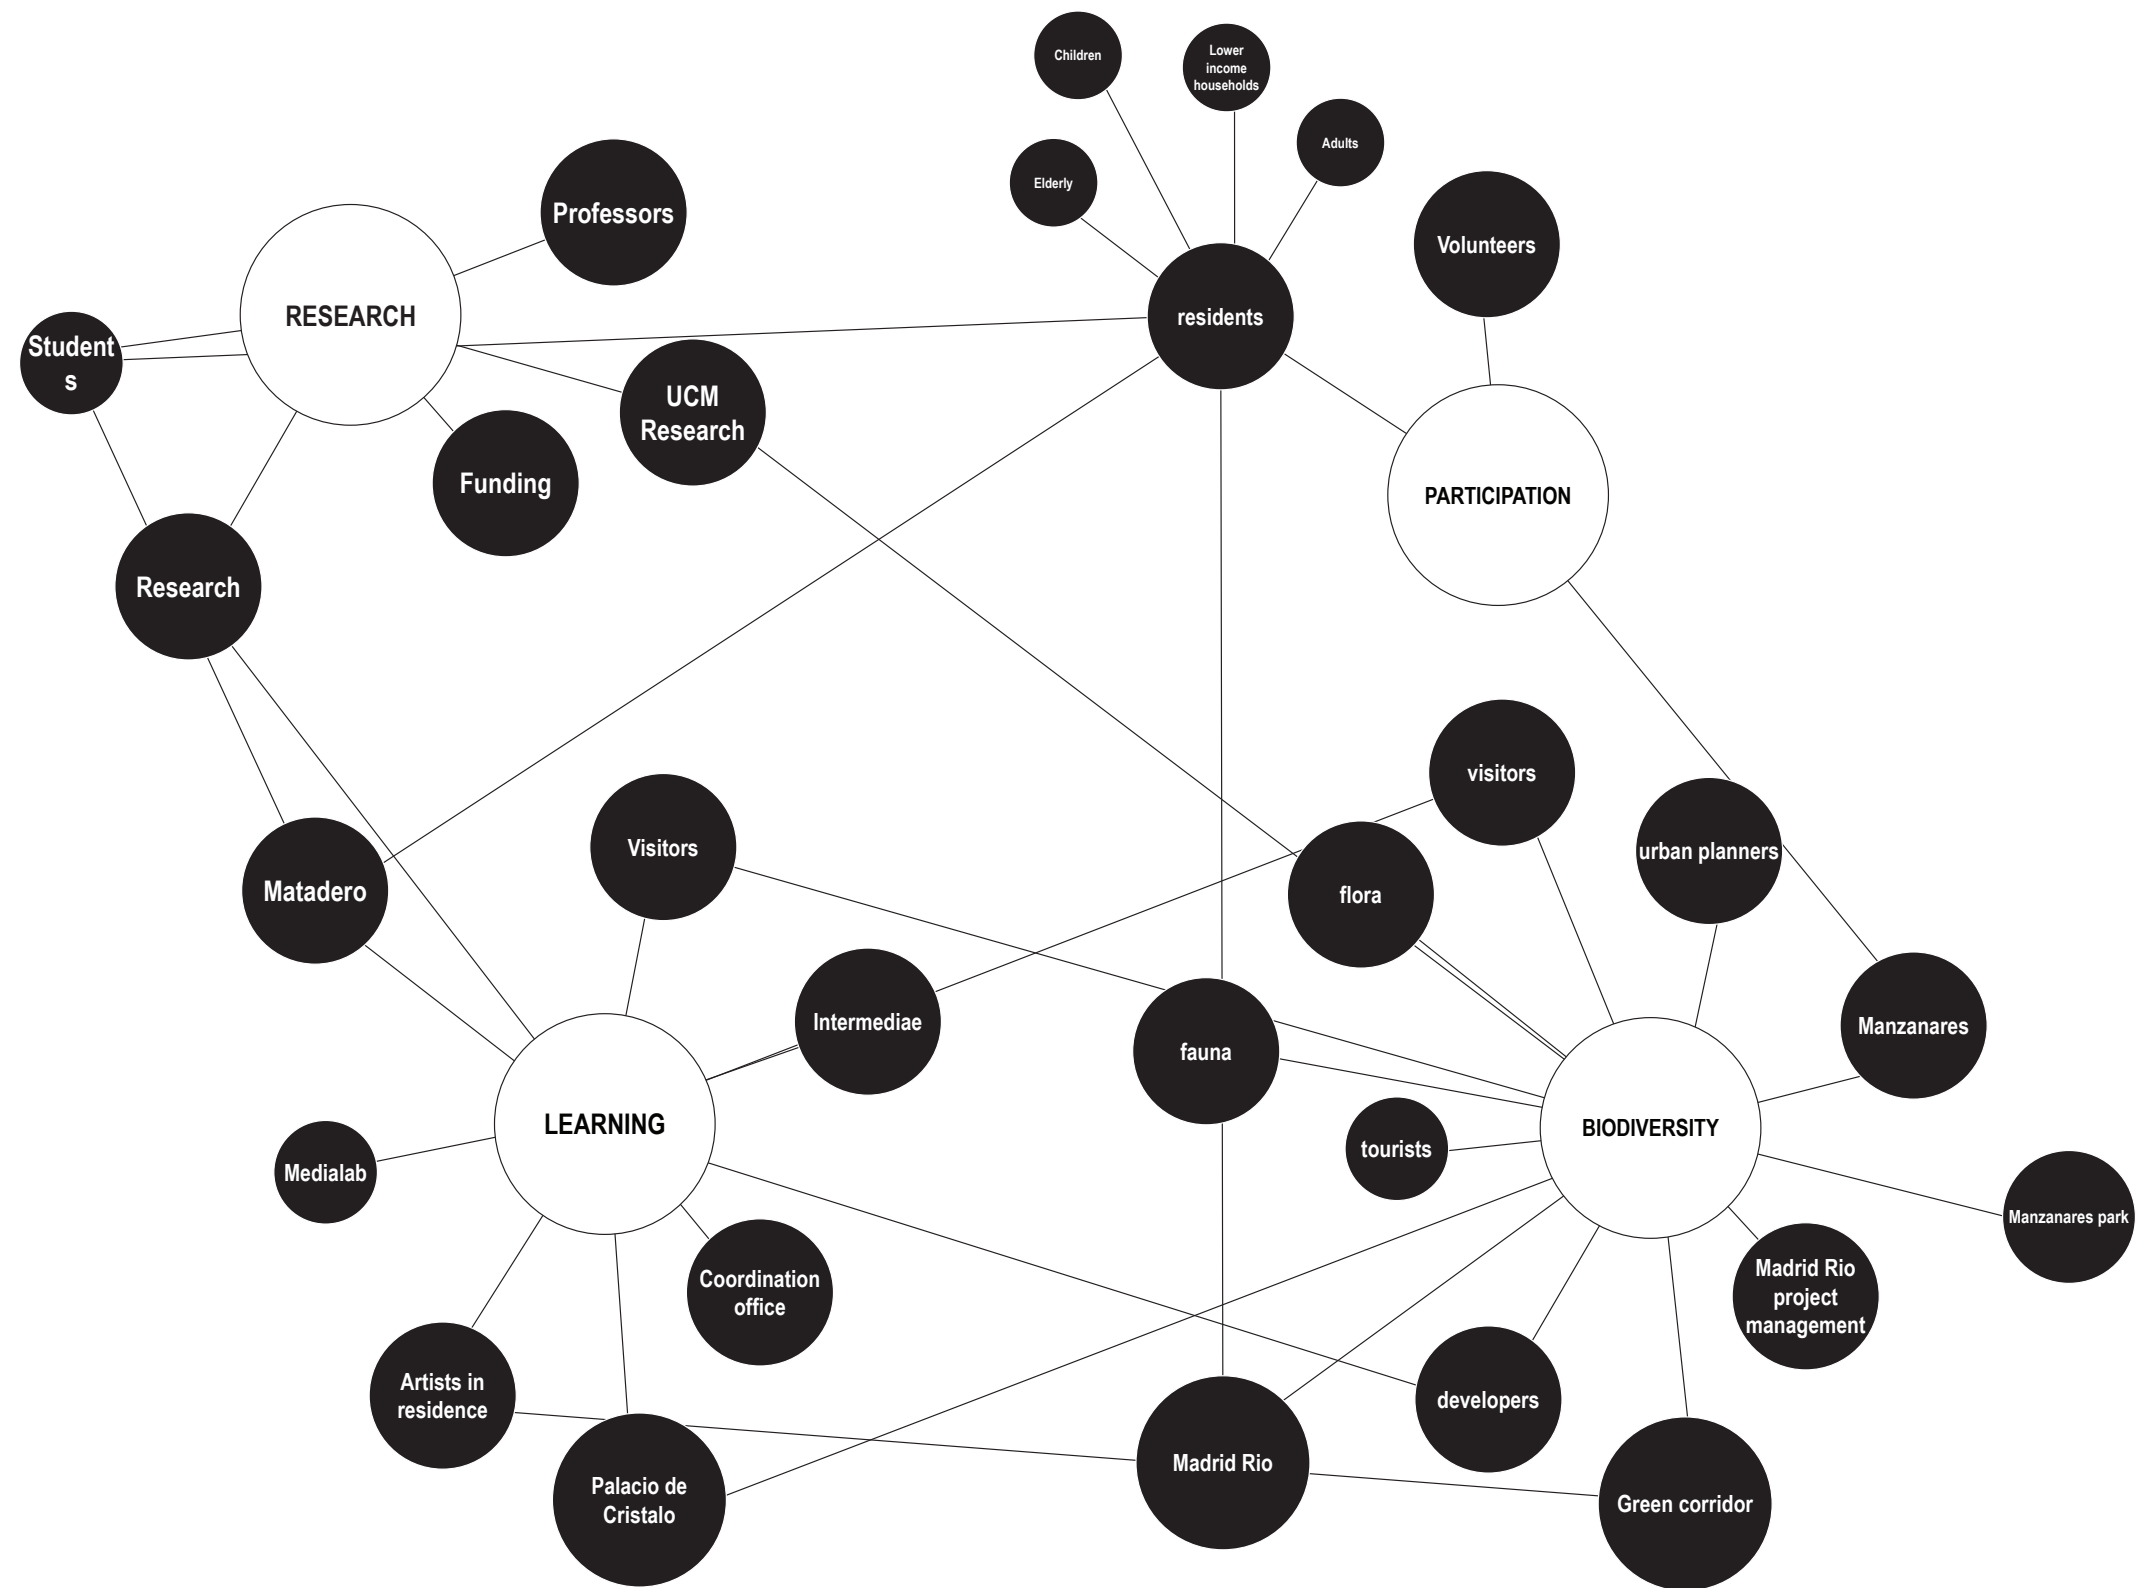 Children
Lower
income
households
Adults
Elderly
Professors
Volunteers
RESEARCH
residents
Student
s
UCM
Research
Funding
PARTICIPATION
Research
visitors
Visitors
urban planners
Matadero
flora
Intermediae
Manzanares
fauna
LEARNING
BIODIVERSITY
tourists
Medialab
Manzanares park
Coordination
office
Madrid Rio
project
management
Artists in
residence
developers
Madrid Rio
Palacio de
Cristalo
Green corridor